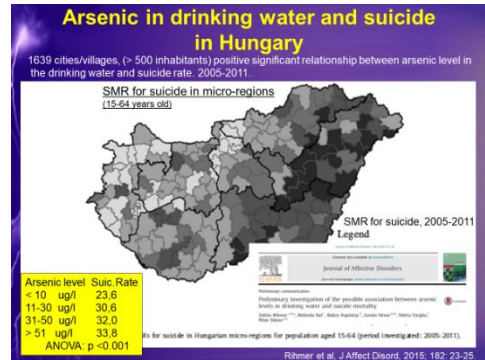 Arsenic in drinking water and suicide
in Hungary
1639 cities/villages, (> 500 inhabitants) positive significant relationship between arsenic level in
the drinking water and suicide rate. 2005-2011.
SMR for suicide in micro-regions
(15-64 years old)
SMR for suicide, 2005-2011
Legend
Journal of Affective Disorders
Preliminary communication
Preliminary investigation of the possible association between arsenic
levels in drinking water and suicide mortality
Arsenic level Suic.Rate
< 10 ug/l 23,6
11-30 ug/l 30,6
31-50 ug/l 32,0
> 51 ug/l 33,8
ANOVA: p <0.001
for suicide in Hungarian micro-regions for population aged 15-64 (period investigated: 2005-2011).
Rihmer et al, J Affect Disord, 2015; 182: 23-25.